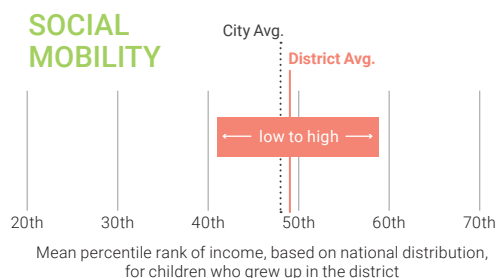 SOCIAL
MOBILITY
City Avg.
District Avg.
low to high
20th 30th 40th 50th 60th 70th
Mean percentile rank of income, based on national distribution,
for children who grew up in the district